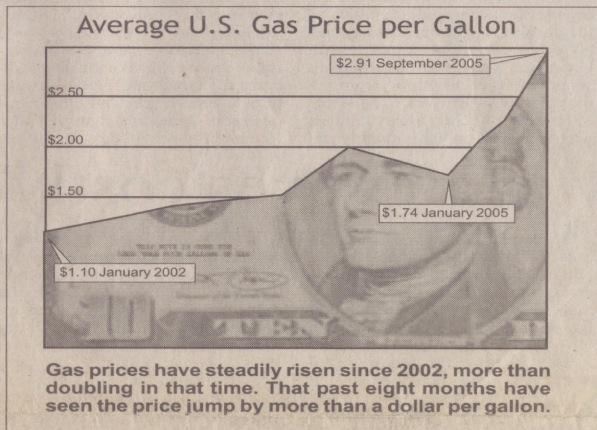 Average U.S. Gas Price per Gallon
$2.91 September 2005
$2.50
$2.00
$1.50
$1.74 January 2005
$1.10 January 2002
TEN
Gas prices have steadily risen since 2002, more than
doubling in that time. That past eight months have
seen the price jump by more than a dollar per gallon.